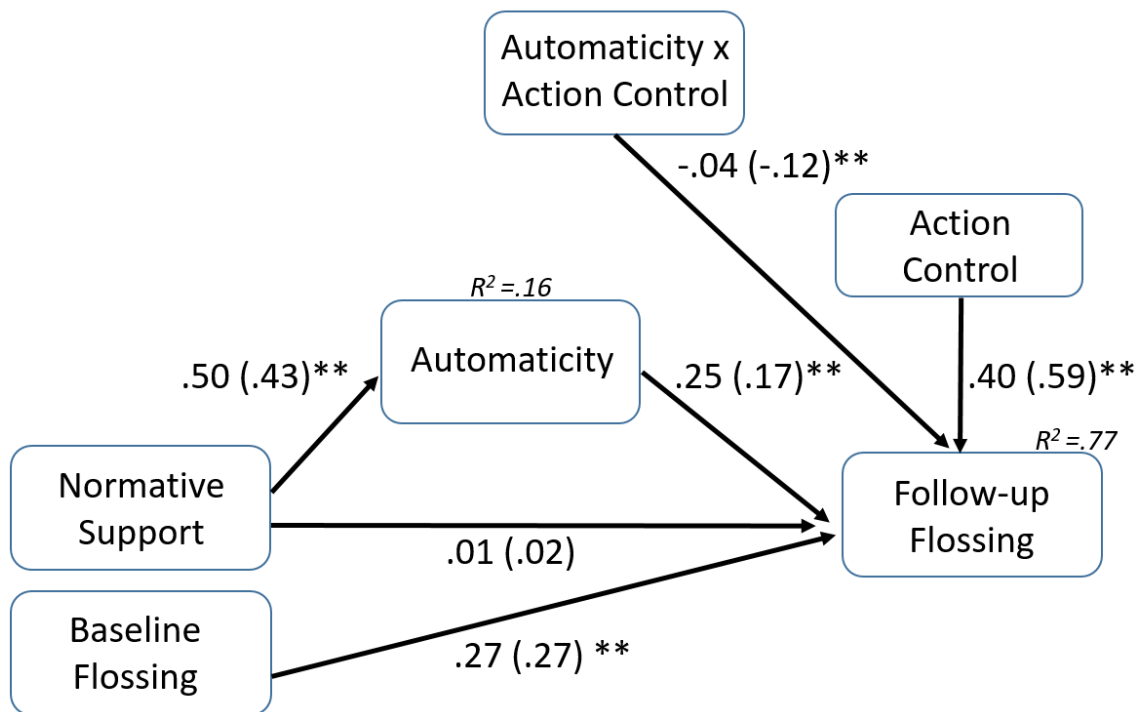 Automaticity x
Action Control
-.04 (-.12)**
Action
Control
R² =.16
Automaticity
.50 (.43)**
.25 (.17)**
.40 (.59)**
R² =.77
Normative
Support
Follow-up
Flossing
.01 (.02)
Baseline
Flossing
.27 (.27) **